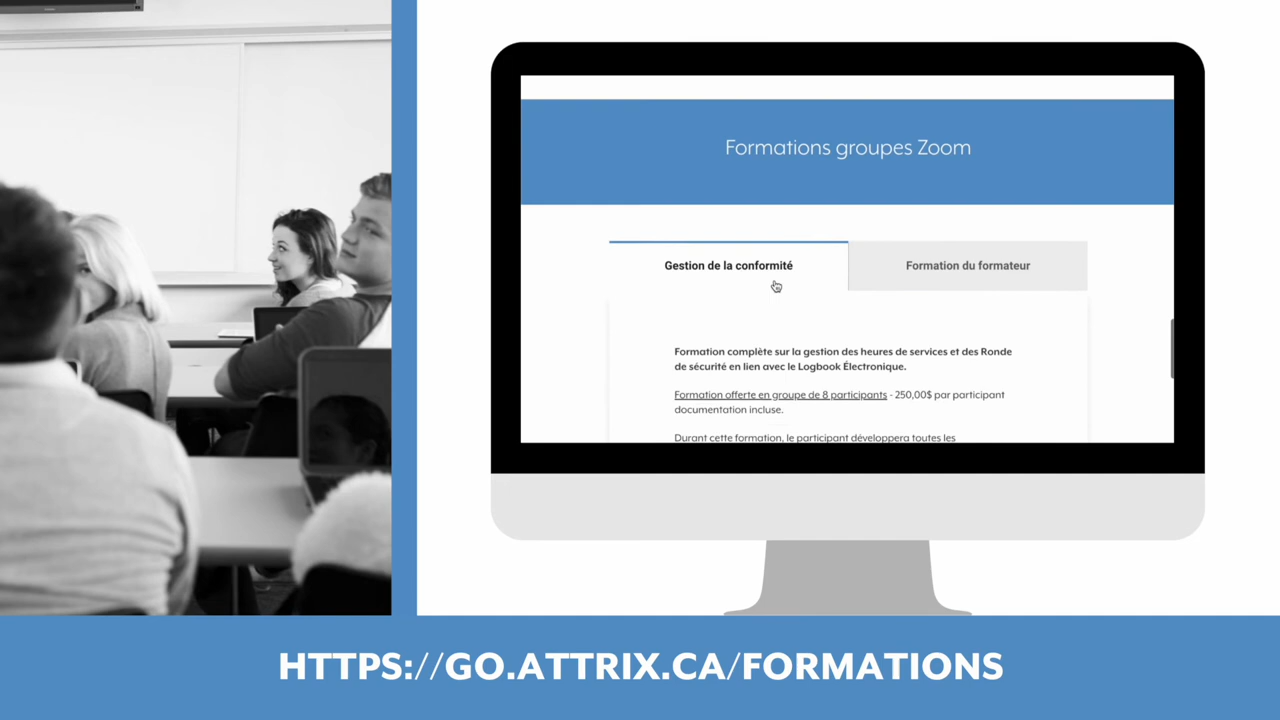 Formations groupes Zoom
Gestion de la conformité
Formation du formateur
Formation complète sur la gestion des heures de services et des Ronde
de sécurité en lien avec le Logbook Électronique.
Formation offerte en groupe de 8 participants - 250,00$ par participant
documentation incluse.
Durant cette formation, le participant développera toutes les
HTTPS://GO.ATTRIX.CA/FORMATIONS